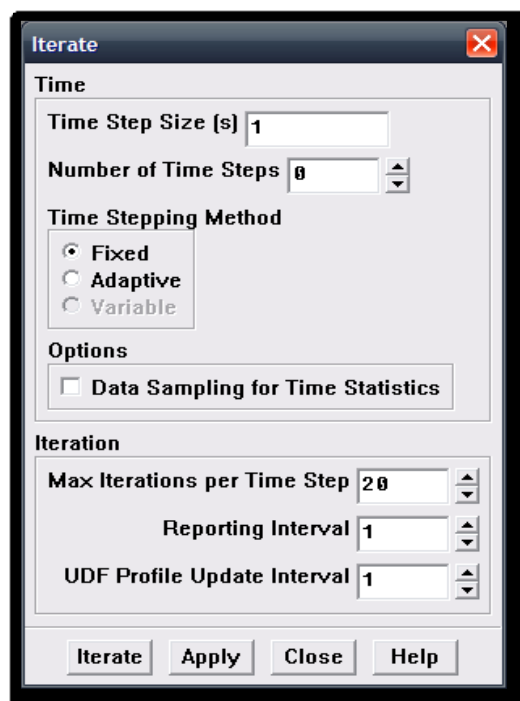 Iterate
Time
Time Step Size (s) 1
Number of Time Steps 0
Time Stepping Method
Fixed
Adaptive
Variable
Options
Data Sampling for Time Statistics
Iteration
Max Iterations per Time Step 20
Reporting Interval 1
UDF Profile Update Interval 1
Iterate Apply Close Help